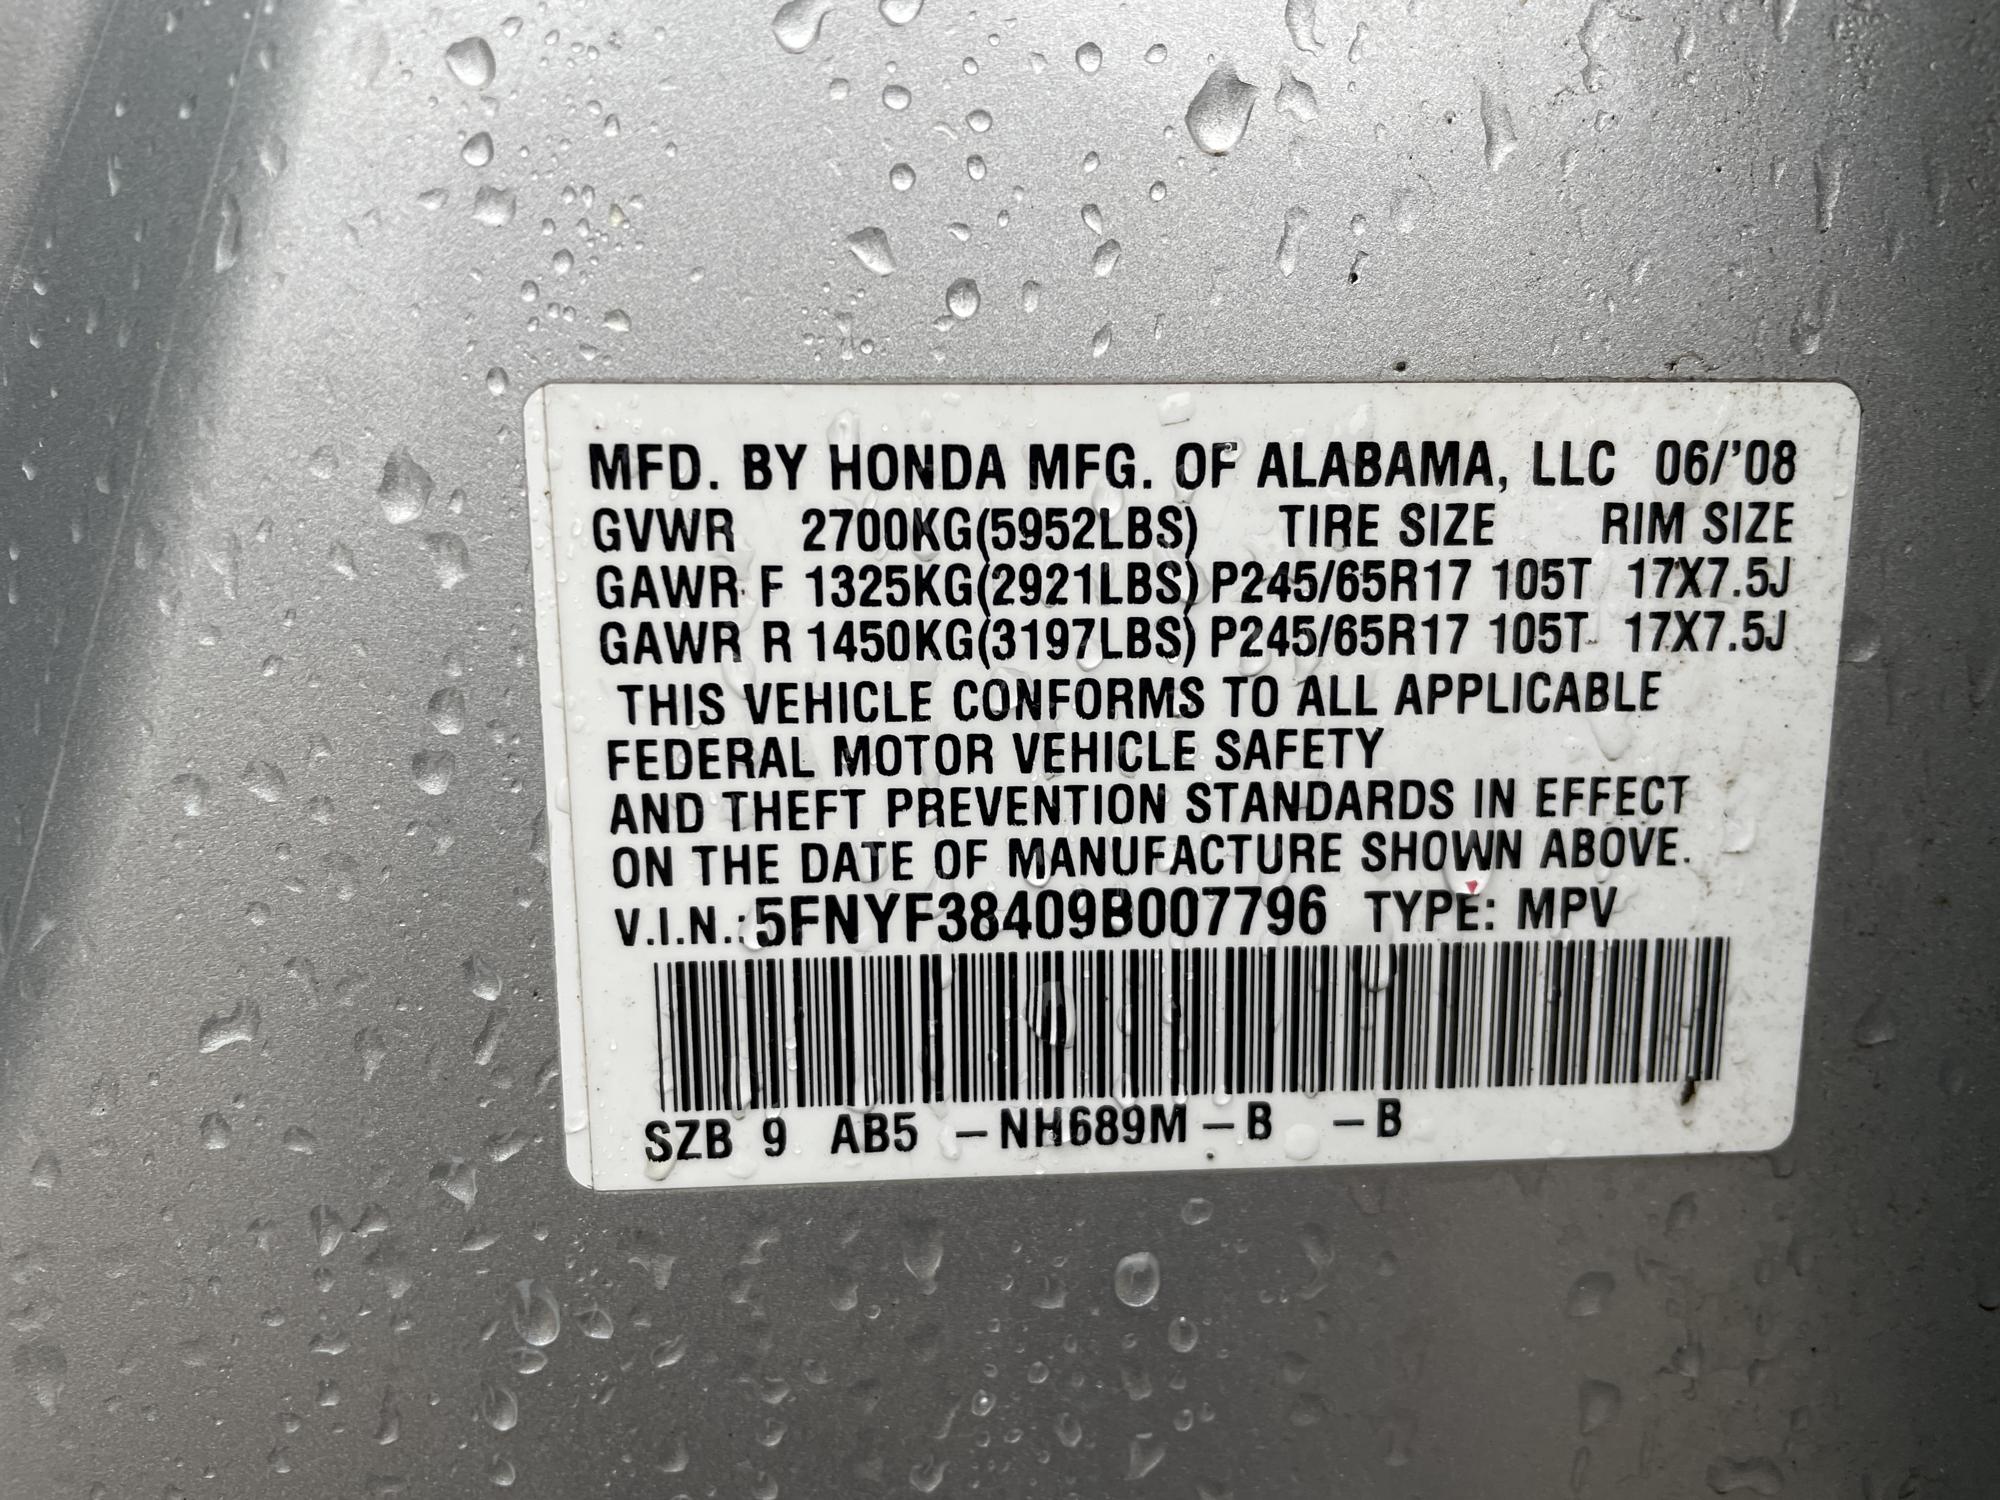 MFD. BY HONDA MFG. OF ALABAMA, LLC 06/'08
GVWR 2700KG(5952LBS) TIRE SIZE RIM SIZE
GAWR F 1325KG(2921LBS) P245/65R17 105T 17X7.5J
GAWR R 1450KG(3197LBS) P245/65R17 105T 17X7.5J
THIS VEHICLE CONFORMS TO ALL APPLICABLE
FEDERAL MOTOR VEHICLE SAFETY
AND THEFT PREVENTION STANDARDS IN EFFECT
ON THE DATE OF MANUFACTURE SHOWN ABOVE.
V.I.N.: 5FNYF38409B007796 TYPE: MPV
SZB 9 AB5 –NH689M–B –B